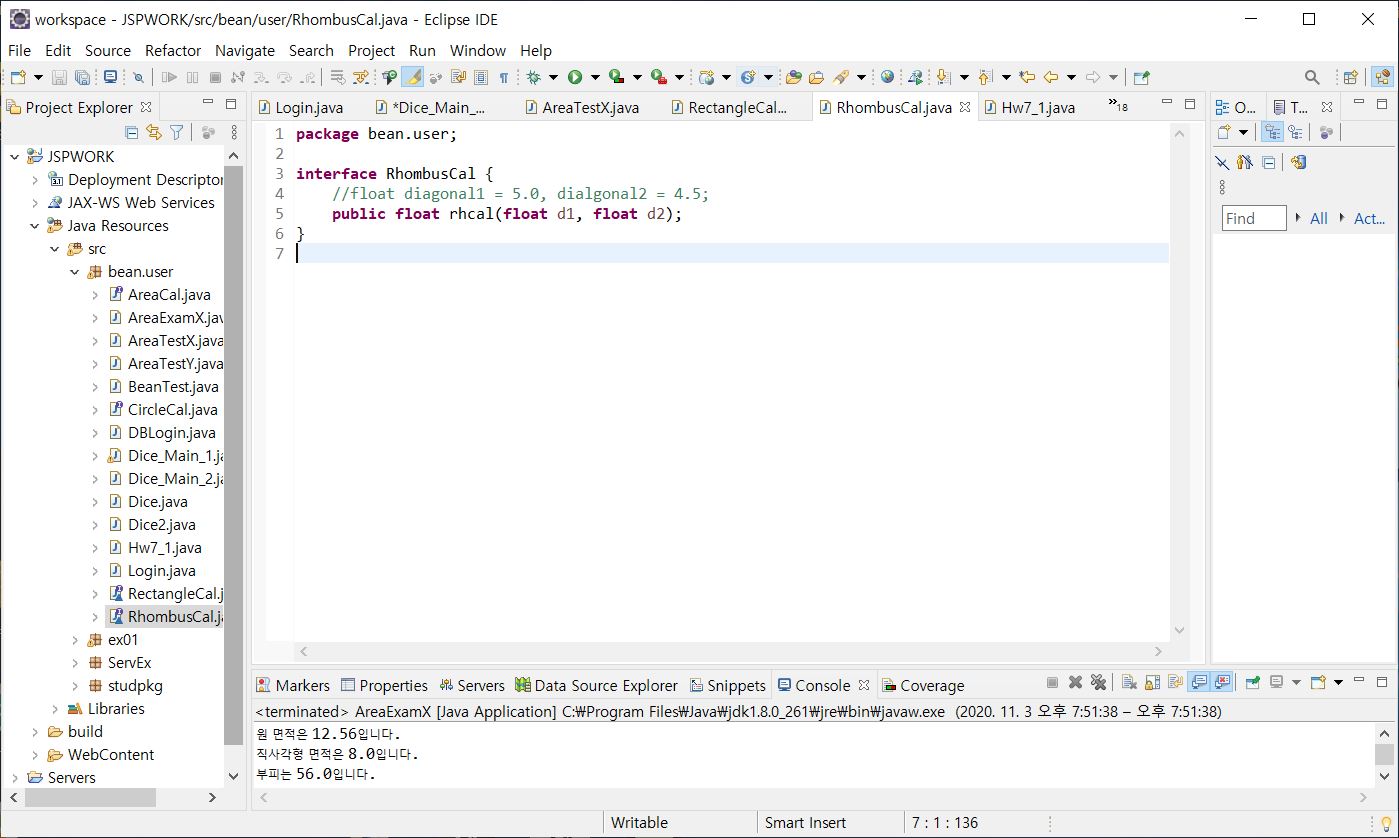 workspace - JSPWORK/src/bean/user/RhombusCal.java - Eclipse IDE
File Edit Source Refactor Navigate Search Project Run Window Help
Project Explorer
JSPWORK
Deployment Descriptor
JAX-WS Web Services
Java Resources
src
bean.user
AreaCal.java
AreaExamX.jav
AreaTestX.java
AreaTestY.java
BeanTest.java
CircleCal.java
DBLogin.java
Dice_Main_1.ja
Dice_Main_2.ja
Dice.java
Dice2.java
Hw7_1.java
Login.java
RectangleCal.j
RhombusCal.ja
ex01
ServEx
studpkg
Libraries
build
WebContent
Servers
Login.java *Dice_Main_... AreaTestX.java RectangleCal... RhombusCal.java Hw7_1.java »18
1 package bean.user;
2
3 interface RhombusCal {
4 //float diagonal1 = 5.0, dialgonal2 = 4.5;
5 public float rhcal(float d1, float d2);
6 }
7
O... T...
Find All Act...
Markers Properties Servers Data Source Explorer Snippets Console Coverage
<terminated> AreaExamX [Java Application] C:₩Program Files₩Java₩jdk1.8.0_261₩jre₩bin₩javaw.exe (2020. 11. 3 오후 7:51:38 – 오후 7:51:38)
원 면적은 12.56입니다.
직사각형 면적은 8.0입니다.
부피는 56.0입니다.
Writable Smart Insert 7 : 1 : 136